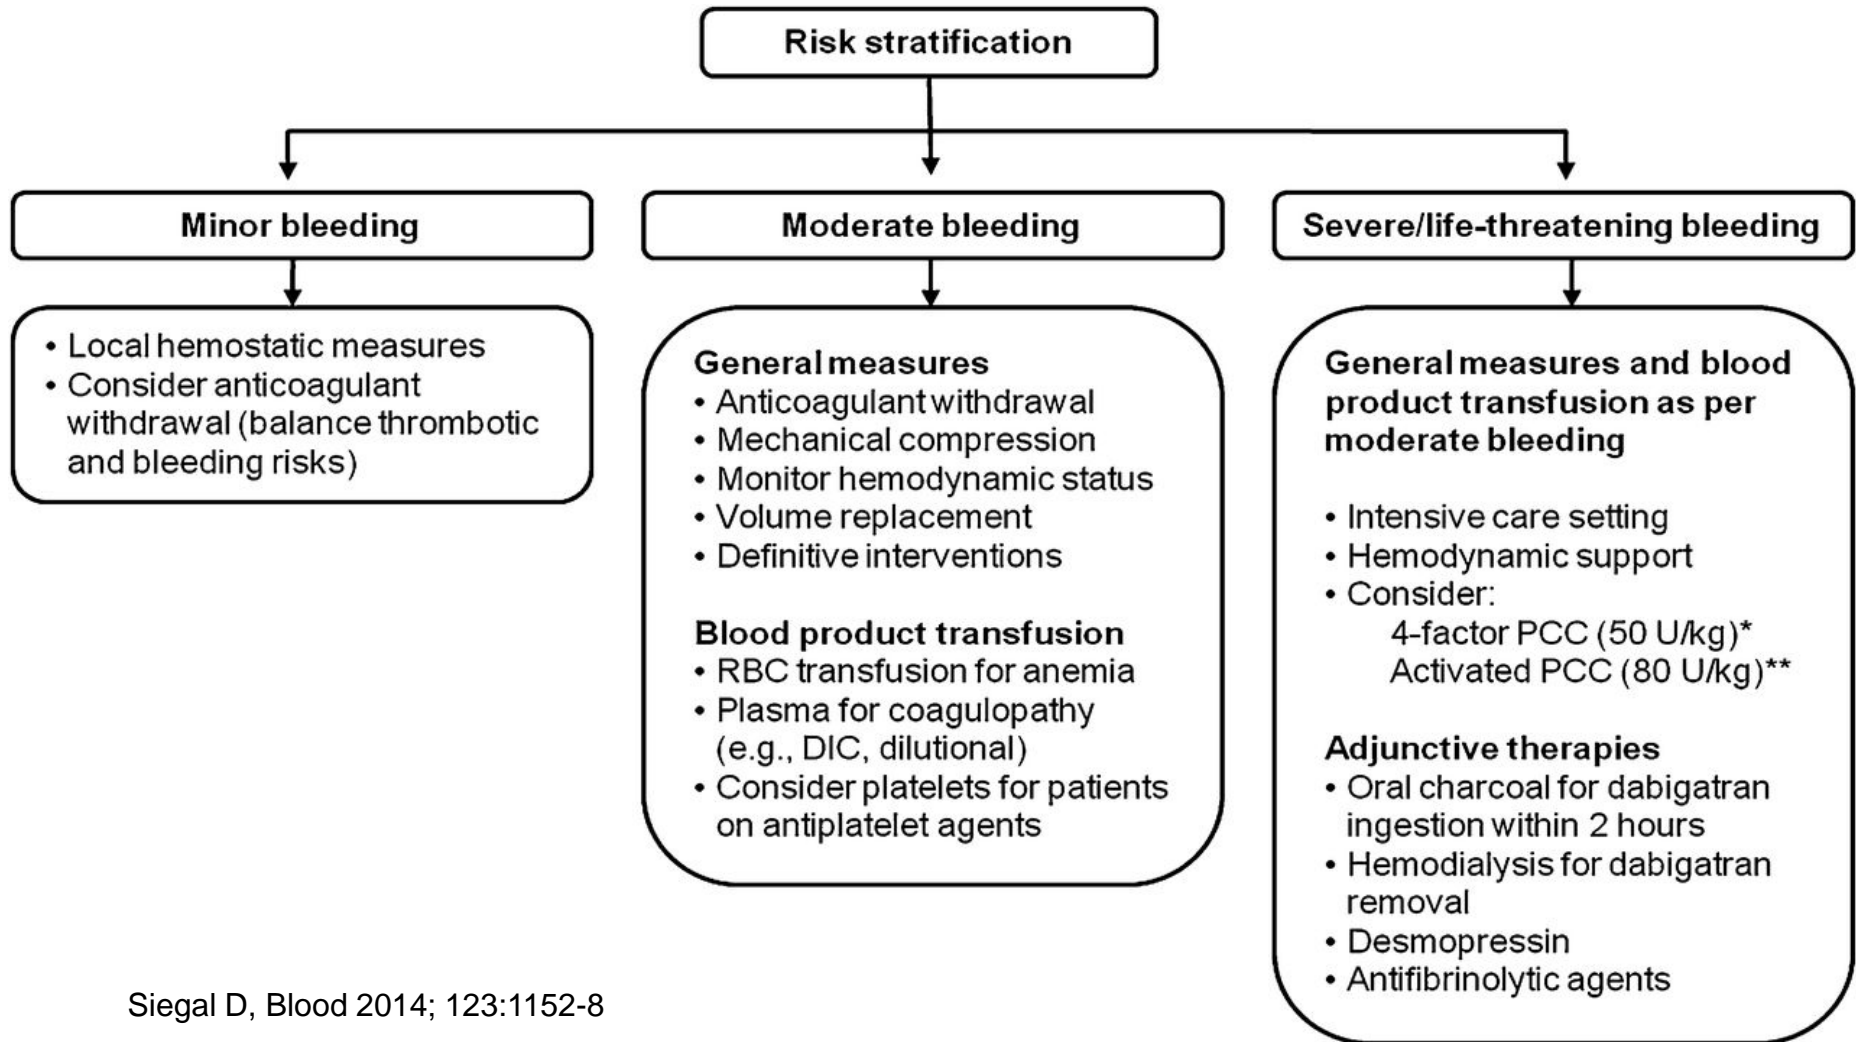 Risk stratification
Minor bleeding
Moderate bleeding
Severe/life-threatening bleeding
• Local hemostatic measures
• Consider anticoagulant
withdrawal (balance thrombotic
and bleeding risks)
General measures
• Anticoagulant withdrawal
• Mechanical compression
• Monitor hemodynamic status
• Volume replacement
• Definitive interventions
Blood product transfusion
• RBC transfusion for anemia
• Plasma for coagulopathy
(e.g., DIC, dilutional)
• Consider platelets for patients
on antiplatelet agents
General measures and blood
product transfusion as per
moderate bleeding
• Intensive care setting
• Hemodynamic support
• Consider:
4-factor PCC (50 U/kg)*
Activated PCC (80 U/kg)**
Adjunctive therapies
• Oral charcoal for dabigatran
ingestion within 2 hours
• Hemodialysis for dabigatran
removal
• Desmopressin
• Antifibrinolytic agents
Siegal D, Blood 2014; 123:1152-8